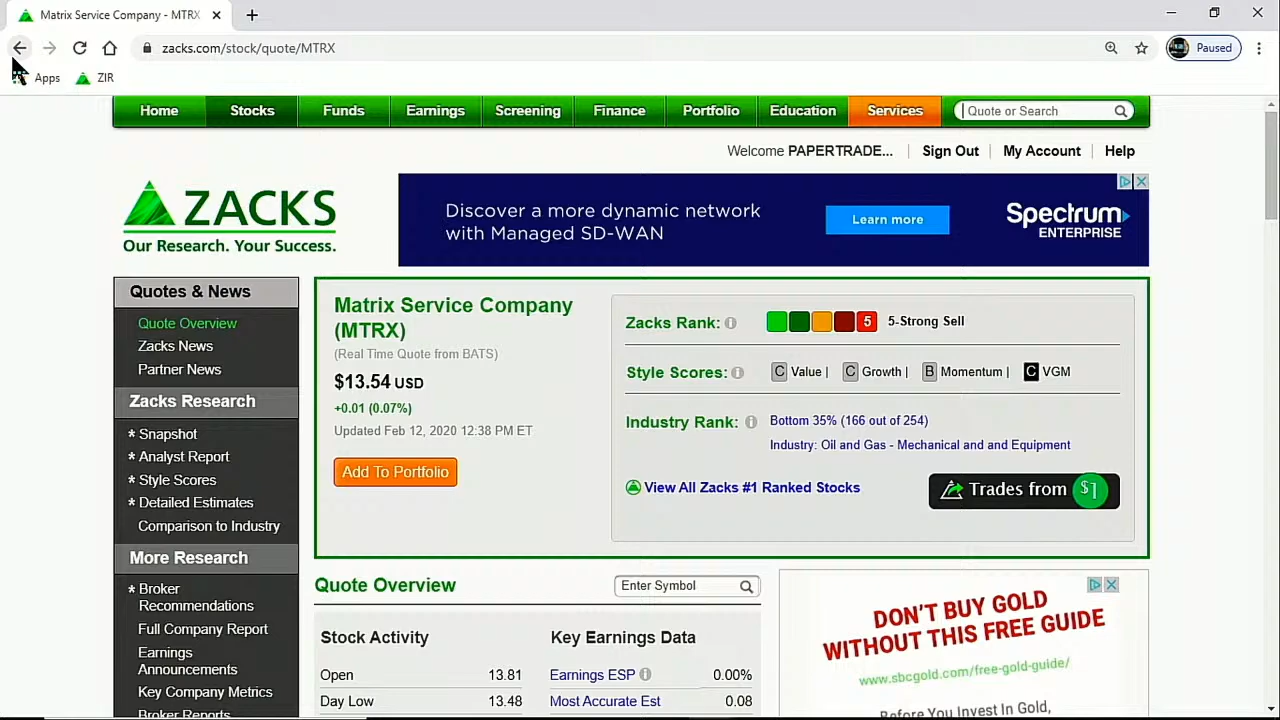 Matrix Service Company - MTRX
zacks.com/stock/quote/MTRX
Paused
Apps
ZIR
Home Stocks Funds Earnings Screening Finance Portfolio Education Services Quote or Search
Welcome PAPERTRADE... | Sign Out | My Account | Help
ZACKS
Our Research. Your Success.
Discover a more dynamic network
with Managed SD-WAN
Learn more
Spectrum
ENTERPRISE
Quotes & News
Quote Overview
Zacks News
Partner News
Zacks Research
* Snapshot
* Analyst Report
* Style Scores
* Detailed Estimates
Comparison to Industry
More Research
* Broker
Recommendations
Full Company Report
Earnings
Announcements
Key Company Metrics
Broker Reports
Matrix Service Company
(MTRX)
(Real Time Quote from BATS)
$13.54 USD
+0.01 (0.07%)
Updated Feb 12, 2020 12:38 PM ET
Add To Portfolio
Zacks Rank: 5 5-Strong Sell
Style Scores: C Value | C Growth | B Momentum | C VGM
Industry Rank: Bottom 35% (166 out of 254)
Industry: Oil and Gas - Mechanical and and Equipment
View All Zacks #1 Ranked Stocks
Trades from $1
Quote Overview
Enter Symbol
Stock Activity
Open 13.81
Day Low 13.48
Key Earnings Data
Earnings ESP 0.00%
Most Accurate Est 0.08
DON'T BUY GOLD
WITHOUT THIS FREE GUIDE
www.sbcgold.com/free-gold-guide/
Before You Invest In Gold,